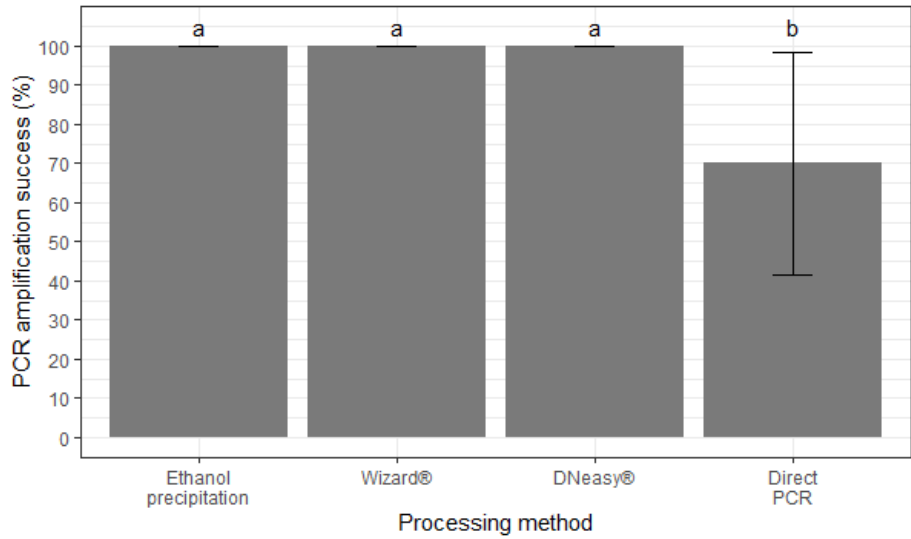 a a a b
PCR amplification success (%)
100
90
80
70
60
50
40
30
20
10
0
Ethanol precipitation
Wizard®
DNeasy®
Direct PCR
Processing method